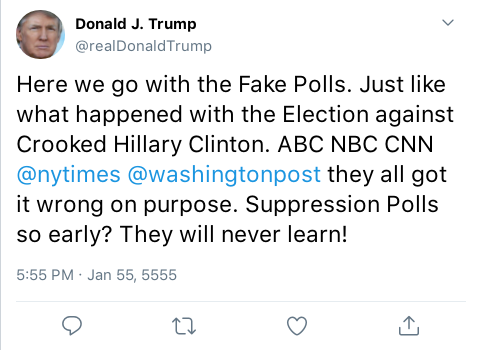 Donald J. Trump
@realDonaldTrump
Here we go with the Fake Polls. Just like
what happened with the Election against
Crooked Hillary Clinton. ABC NBC CNN
@nytimes @washingtonpost they all got
it wrong on purpose. Suppression Polls
so early? They will never learn!
5:55 PM · Jan 55, 5555